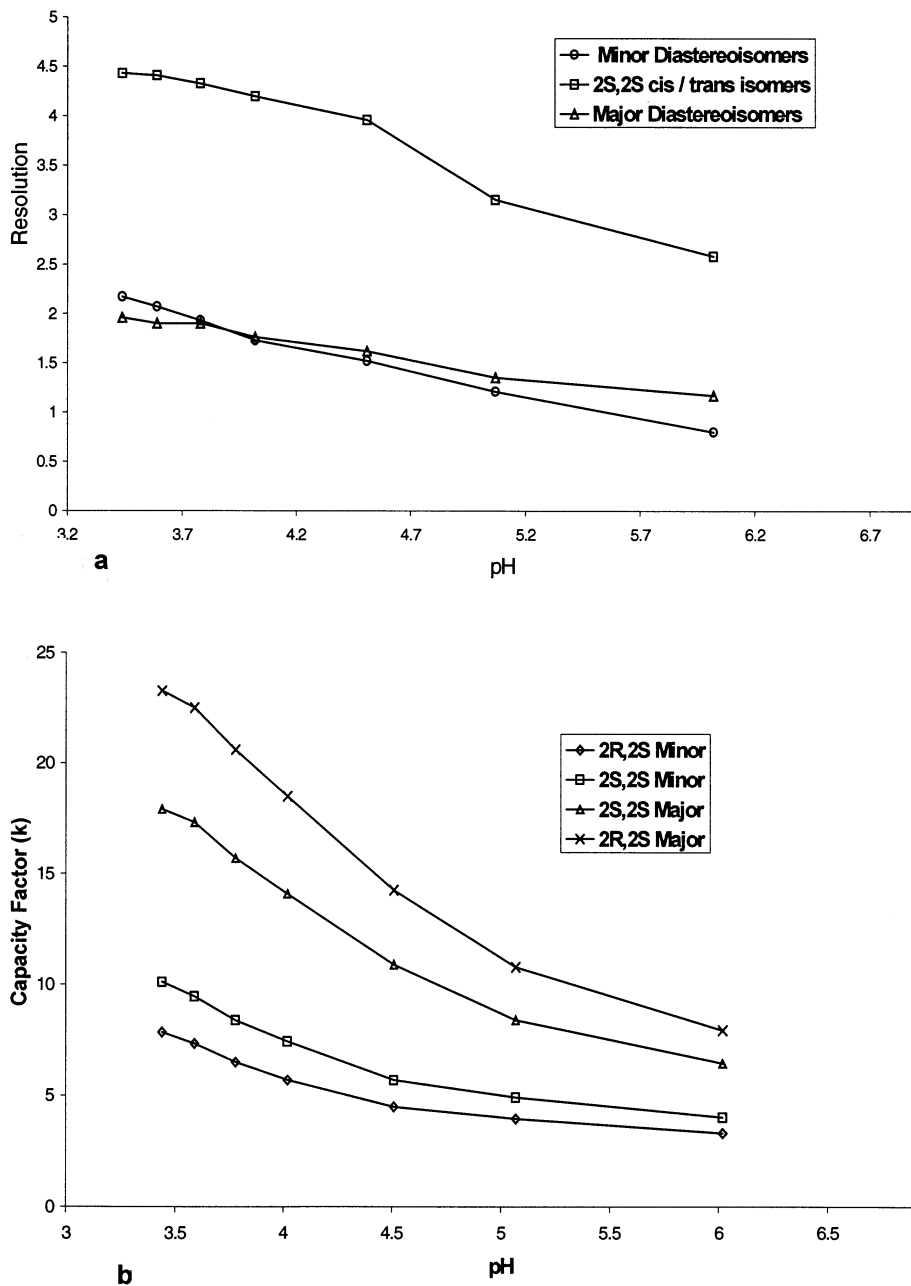 Resolution
5
4.5
4
3.5
3
2.5
2
1.5
1
0.5
0
3.2 3.7 4.2 4.7 5.2 5.7 6.2 6.7
pH
Minor Diastereoisomers
2S,2S cis / trans isomers
Major Diastereoisomers
a
Capacity Factor (k)
25
20
15
10
5
0
3 3.5 4 4.5 5 5.5 6 6.5
pH
2R,2S Minor
2S,2S Minor
2S,2S Major
2R,2S Major
b